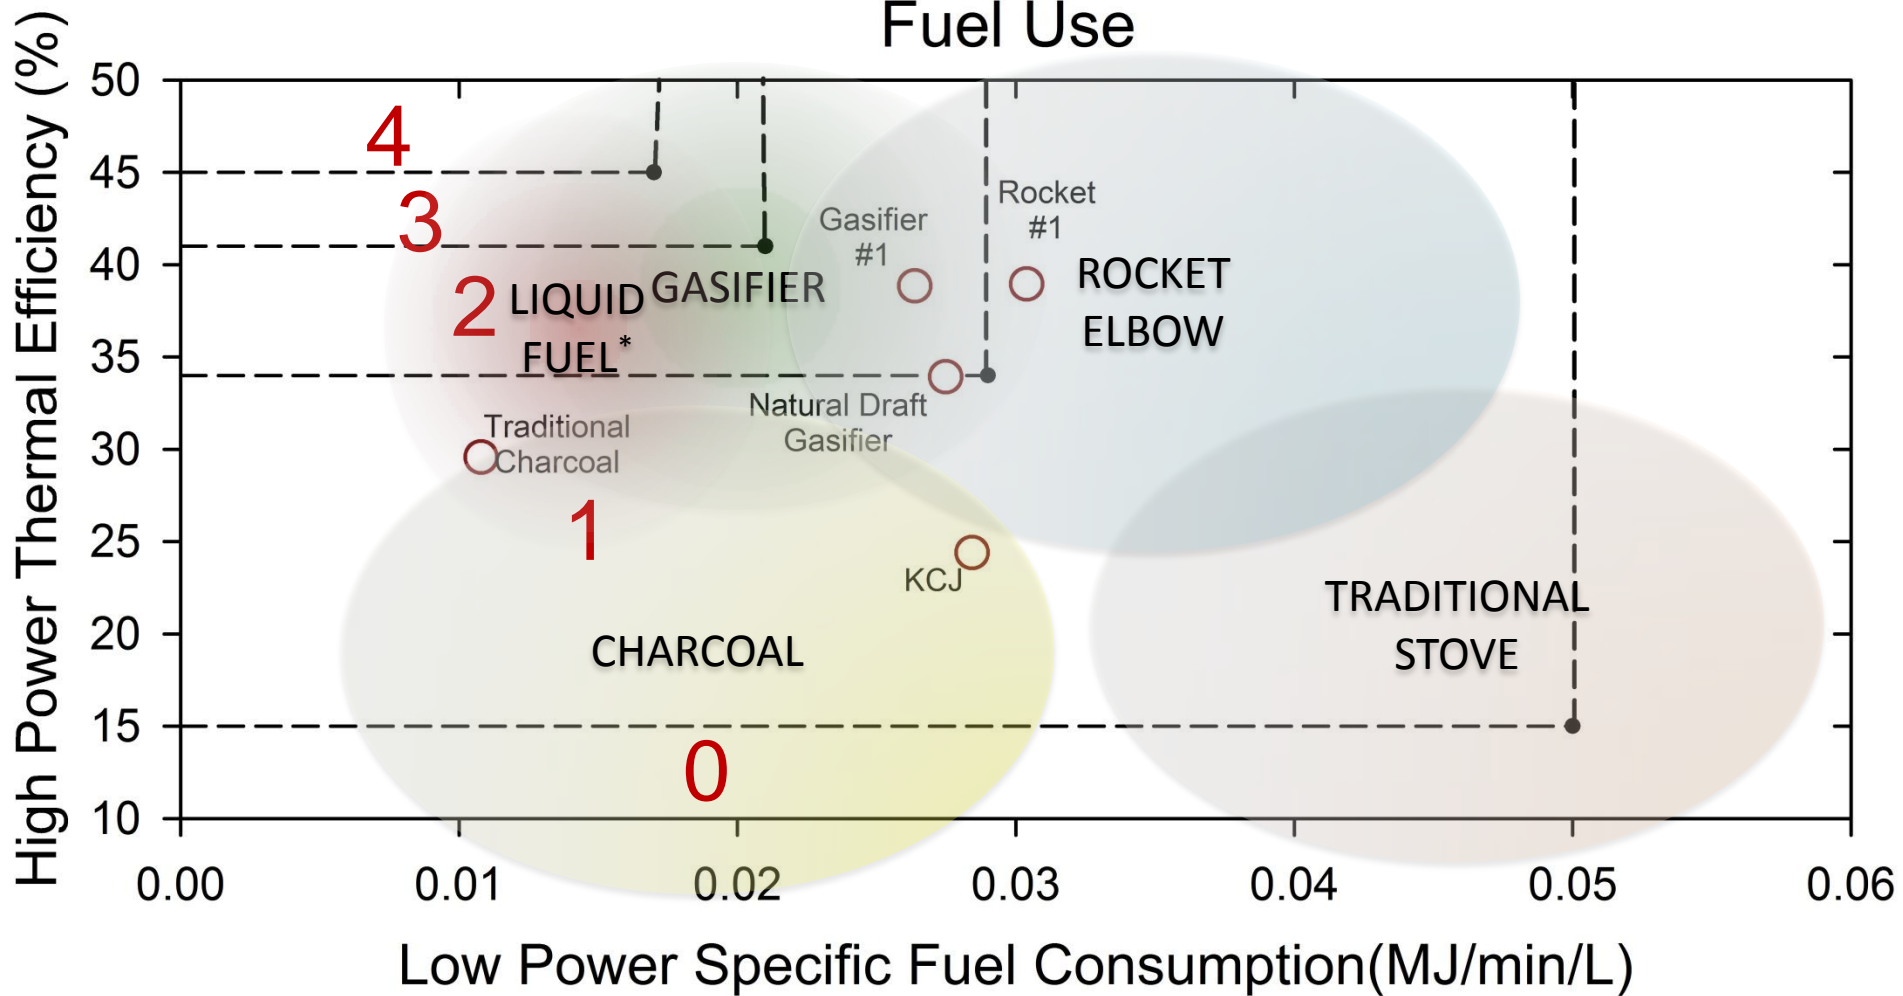 Fuel Use
High Power Thermal Efficiency (%)
50
45
40
35
30
25
20
15
10
4
3
2
1
0
LIQUID
FUEL*
GASIFIER
Gasifier
#1
Rocket
#1
ROCKET
ELBOW
Natural Draft
Gasifier
Traditional
Charcoal
KCJ
CHARCOAL
TRADITIONAL
STOVE
0.00 0.01 0.02 0.03 0.04 0.05 0.06
Low Power Specific Fuel Consumption(MJ/min/L)